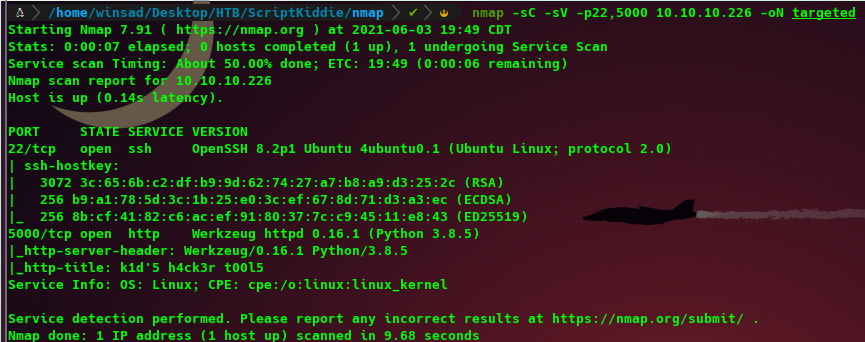 /home/winsad/Desktop/HTB/ScriptKiddie/nmap nmap -sC -sV -p22,5000 10.10.10.226 -oN targeted
Starting Nmap 7.91 ( https://nmap.org ) at 2021-06-03 19:49 CDT
Stats: 0:00:07 elapsed; 0 hosts completed (1 up), 1 undergoing Service Scan
Service scan Timing: About 50.00% done; ETC: 19:49 (0:00:06 remaining)
Nmap scan report for 10.10.10.226
Host is up (0.14s latency).
PORT     STATE SERVICE VERSION
22/tcp   open  ssh     OpenSSH 8.2p1 Ubuntu 4ubuntu0.1 (Ubuntu Linux; protocol 2.0)
| ssh-hostkey:
|   3072 3c:65:6b:c2:df:b9:9d:62:74:27:a7:b8:a9:d3:25:2c (RSA)
|   256 b9:a1:78:5d:3c:1b:25:e0:3c:ef:67:8d:71:d3:a3:ec (ECDSA)
|_  256 8b:cf:41:82:c6:ac:ef:91:80:37:7c:c9:45:11:e8:43 (ED25519)
5000/tcp open  http    Werkzeug httpd 0.16.1 (Python 3.8.5)
|_http-server-header: Werkzeug/0.16.1 Python/3.8.5
|_http-title: k1d'5 h4ck3r t00l5
Service Info: OS: Linux; CPE: cpe:/o:linux:linux_kernel
Service detection performed. Please report any incorrect results at https://nmap.org/submit/ .
Nmap done: 1 IP address (1 host up) scanned in 9.68 seconds